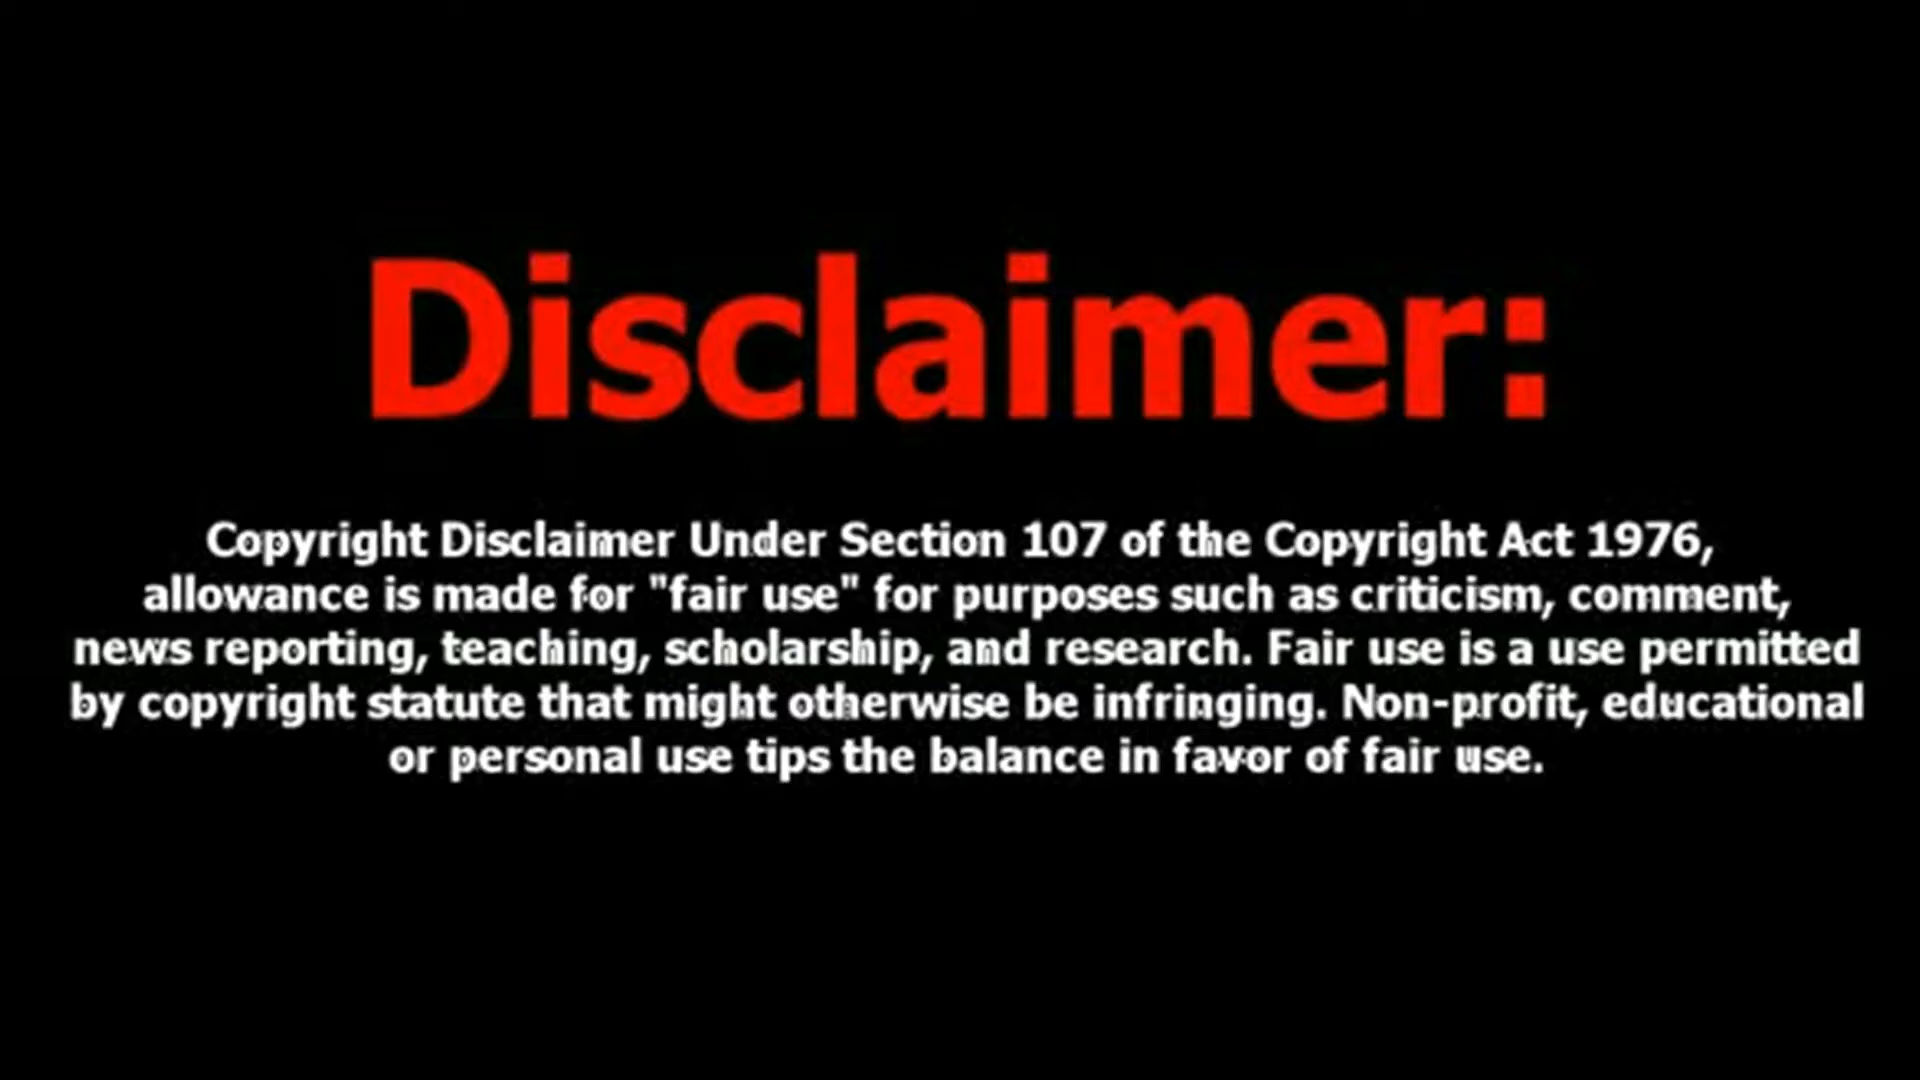 Disclaimer:
Copyright Disclaimer Under Section 107 of the Copyright Act 1976,
allowance is made for "fair use" for purposes such as criticism, comment,
news reporting, teaching, scholarship, and research. Fair use is a use permitted
by copyright statute that might otherwise be infringing. Non-profit, educational
or personal use tips the balance in favor of fair use.